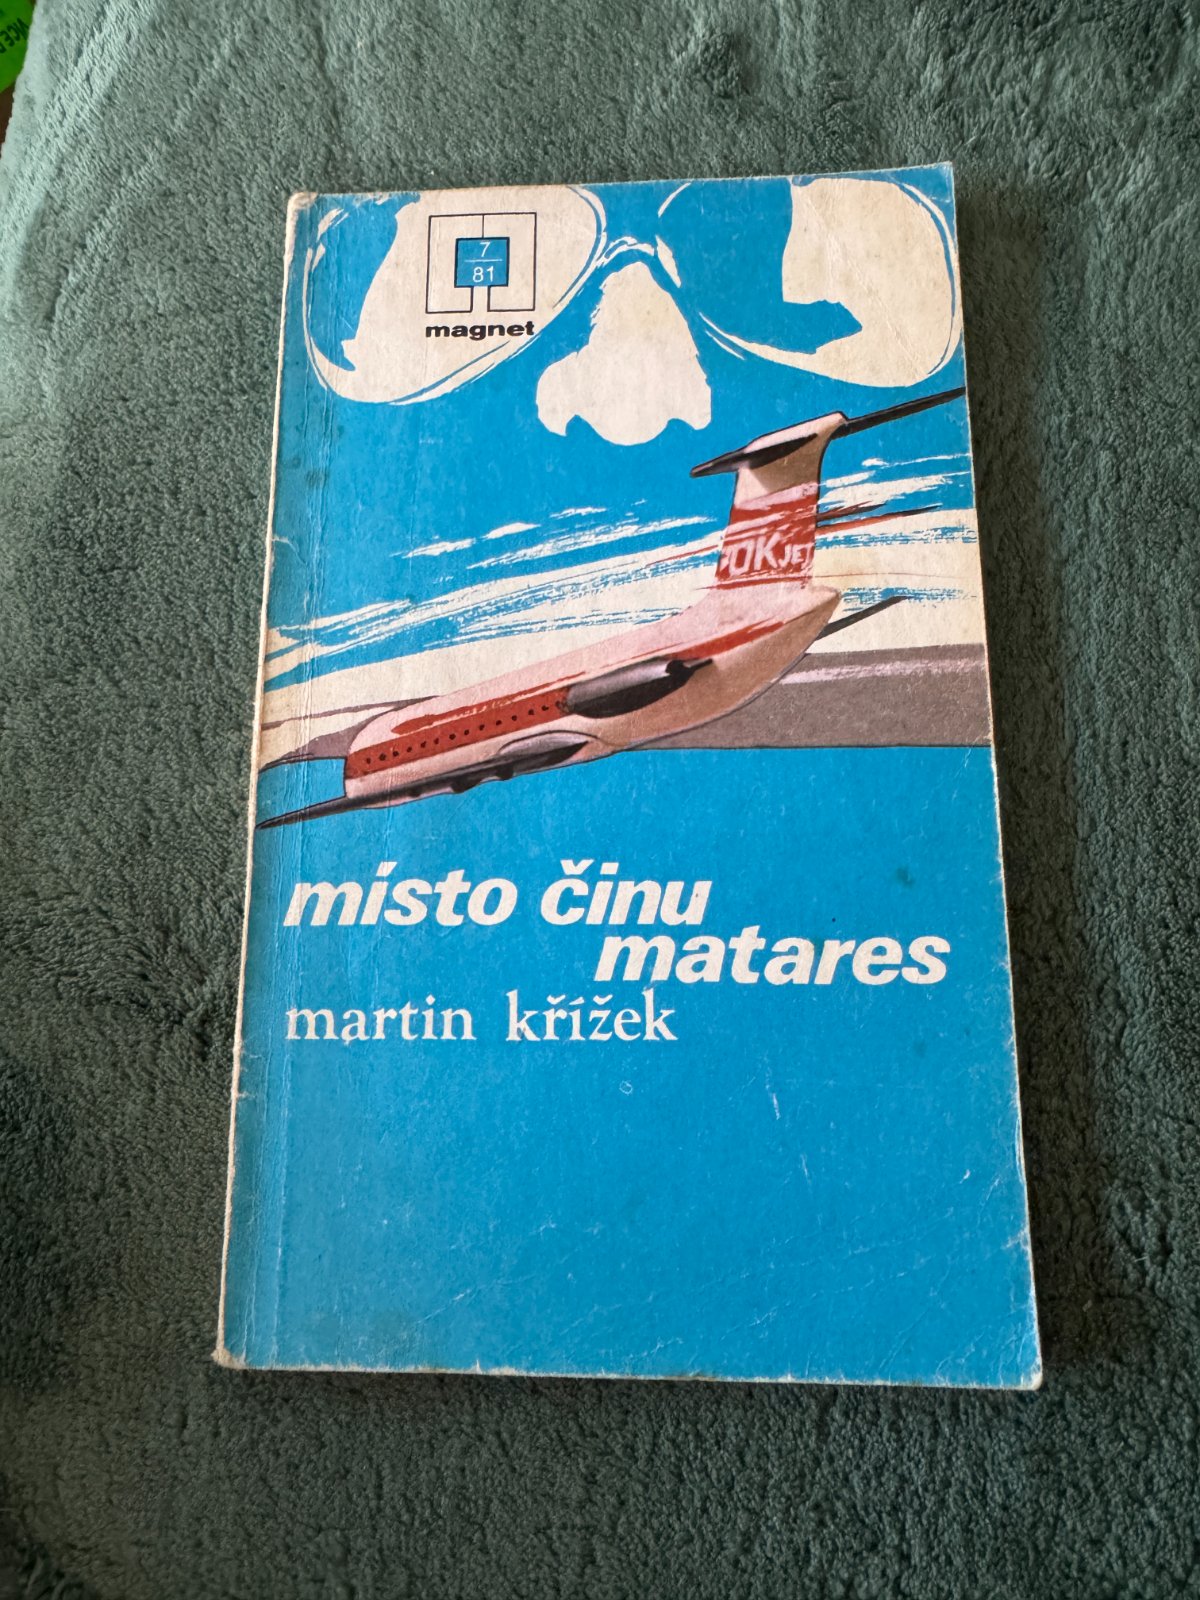 7
81
magnet
OK JET
místo činu
matares
martin křížek